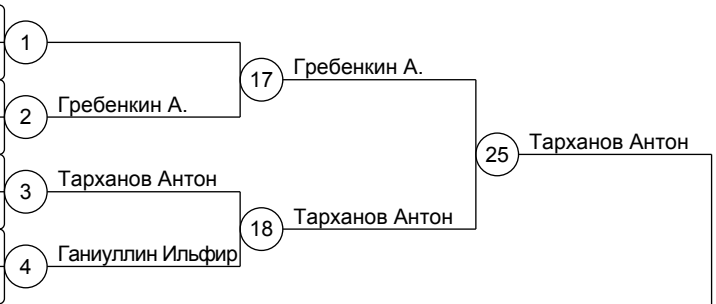 1
17 Гребенкин А.
2 Гребенкин А.
25 Тарханов Антон
3 Тарханов Антон
18 Тарханов Антон
4 Ганиуллин Ильфир